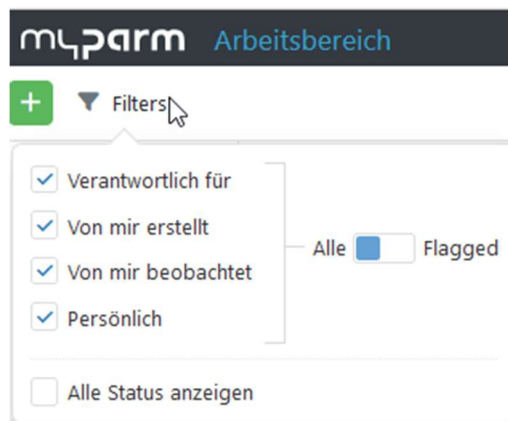 myparm Arbeitsbereich
+ Filters
Verantwortlich für
Von mir erstellt
Alle Flagged
Von mir beobachtet
Persönlich
Alle Status anzeigen